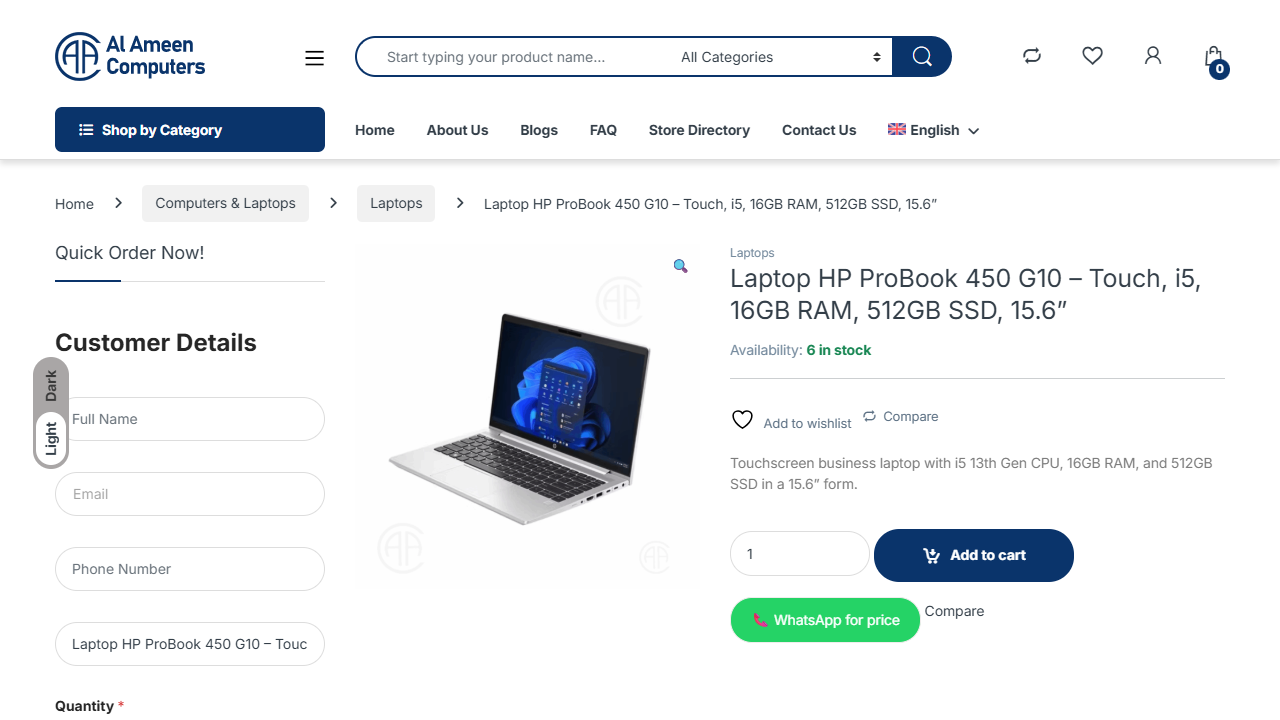 Al Ameen
Computers
Start typing your product name...
All Categories
0
Shop by Category
Home
About Us
Blogs
FAQ
Store Directory
Contact Us
English
Home
Computers & Laptops
Laptops
Laptop HP ProBook 450 G10 – Touch, i5, 16GB RAM, 512GB SSD, 15.6”
Quick Order Now!
Customer Details
Full Name
Email
Phone Number
Laptop HP ProBook 450 G10 – Touc
Quantity *
Dark
Light
Laptops
Laptop HP ProBook 450 G10 – Touch, i5,
16GB RAM, 512GB SSD, 15.6”
Availability: 6 in stock
Add to wishlist
Compare
Touchscreen business laptop with i5 13th Gen CPU, 16GB RAM, and 512GB
SSD in a 15.6” form.
1
Add to cart
WhatsApp for price
Compare